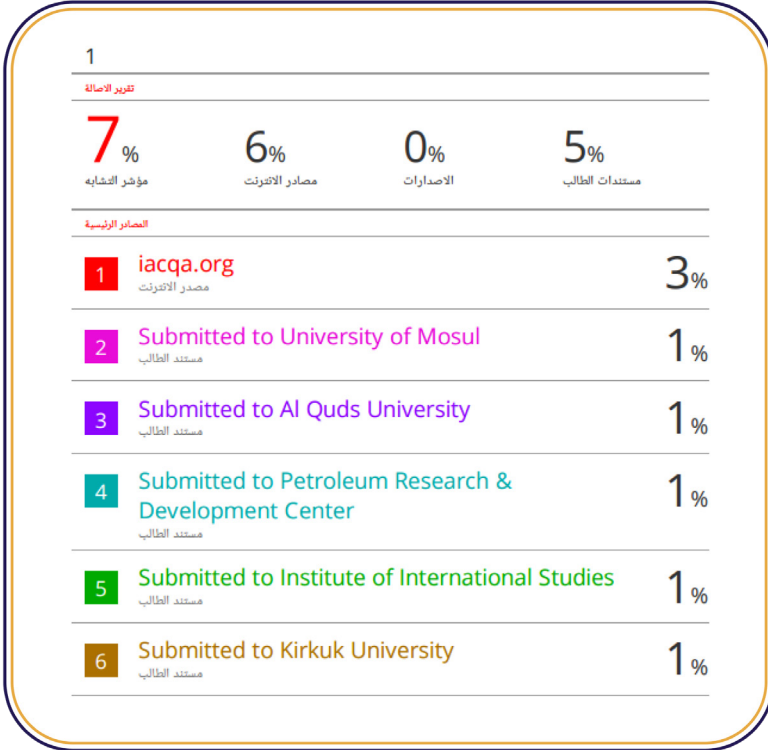 1
تقرير الاصالة
7%
6%
0%
5%
مؤشر التشابه
مصادر الانترنت
الاصدارات
مستندات الطالب
المصادر الرئيسية
1 iacqa.org 3%
مصدر الانترنت
2 Submitted to University of Mosul 1%
مستند الطالب
3 Submitted to Al Quds University 1%
مستند الطالب
4 Submitted to Petroleum Research & 1%
Development Center
مستند الطالب
5 Submitted to Institute of International Studies 1%
مستند الطالب
6 Submitted to Kirkuk University 1%
مستند الطالب